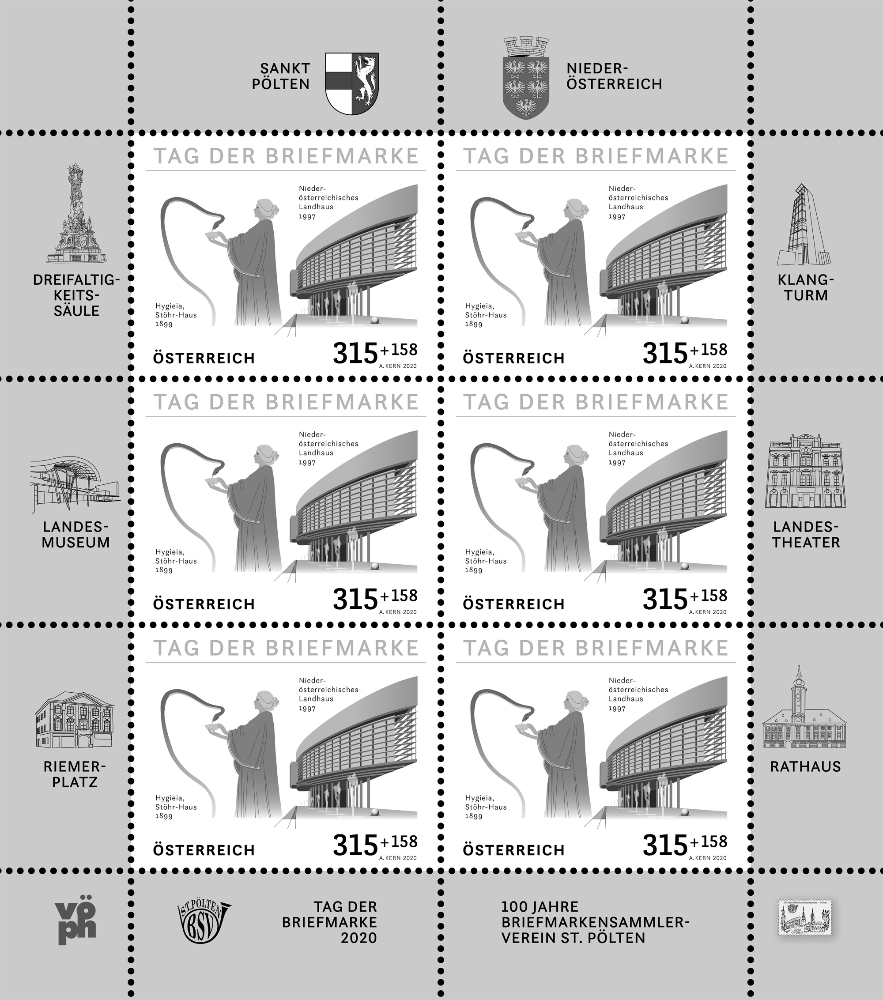 SANKT
PÖLTEN
NIEDER-
ÖSTERREICH
DREIFALTIG-
KEITS-
SÄULE
TAG DER BRIEFMARKE
Nieder-
österreichisches
Landhaus
1997
Hygieia,
Stöhr-Haus
1899
ÖSTERREICH
315+158
A. KERN 2020
TAG DER BRIEFMARKE
Nieder-
österreichisches
Landhaus
1997
Hygieia,
Stöhr-Haus
1899
ÖSTERREICH
315+158
A. KERN 2020
KLANG-
TURM
LANDES-
MUSEUM
TAG DER BRIEFMARKE
Nieder-
österreichisches
Landhaus
1997
Hygieia,
Stöhr-Haus
1899
ÖSTERREICH
315+158
A. KERN 2020
TAG DER BRIEFMARKE
Nieder-
österreichisches
Landhaus
1997
Hygieia,
Stöhr-Haus
1899
ÖSTERREICH
315+158
A. KERN 2020
LANDES-
THEATER
RIEMER-
PLATZ
TAG DER BRIEFMARKE
Nieder-
österreichisches
Landhaus
1997
Hygieia,
Stöhr-Haus
1899
ÖSTERREICH
315+158
A. KERN 2020
TAG DER BRIEFMARKE
Nieder-
österreichisches
Landhaus
1997
Hygieia,
Stöhr-Haus
1899
ÖSTERREICH
315+158
A. KERN 2020
RATHAUS
vö
ph
ST. PÖLTEN
BSV
TAG DER
BRIEFMARKE
2020
100 JAHRE
BRIEFMARKENSAMMLER-
VEREIN ST. PÖLTEN
100 Jahre Briefmarkensammler - Verein
2020
ÖVEBRIA